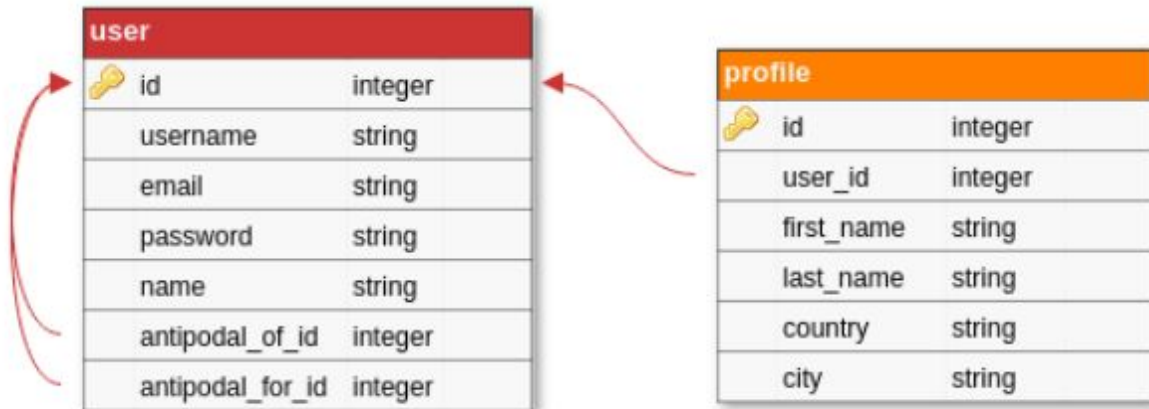 user
id integer
username string
email string
password string
name string
antipodal_of_id integer
antipodal_for_id integer
profile
id integer
user_id integer
first_name string
last_name string
country string
city string